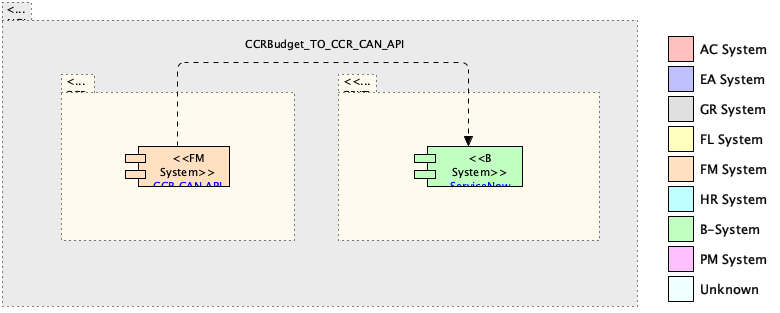 <...
CCRBudget_TO_CCR_CAN_API
<...
<<...
<<FM
System>>
CCR_CAN_API
<<B
System>>
ServiceNow
AC System
EA System
GR System
FL System
FM System
HR System
B-System
PM System
Unknown